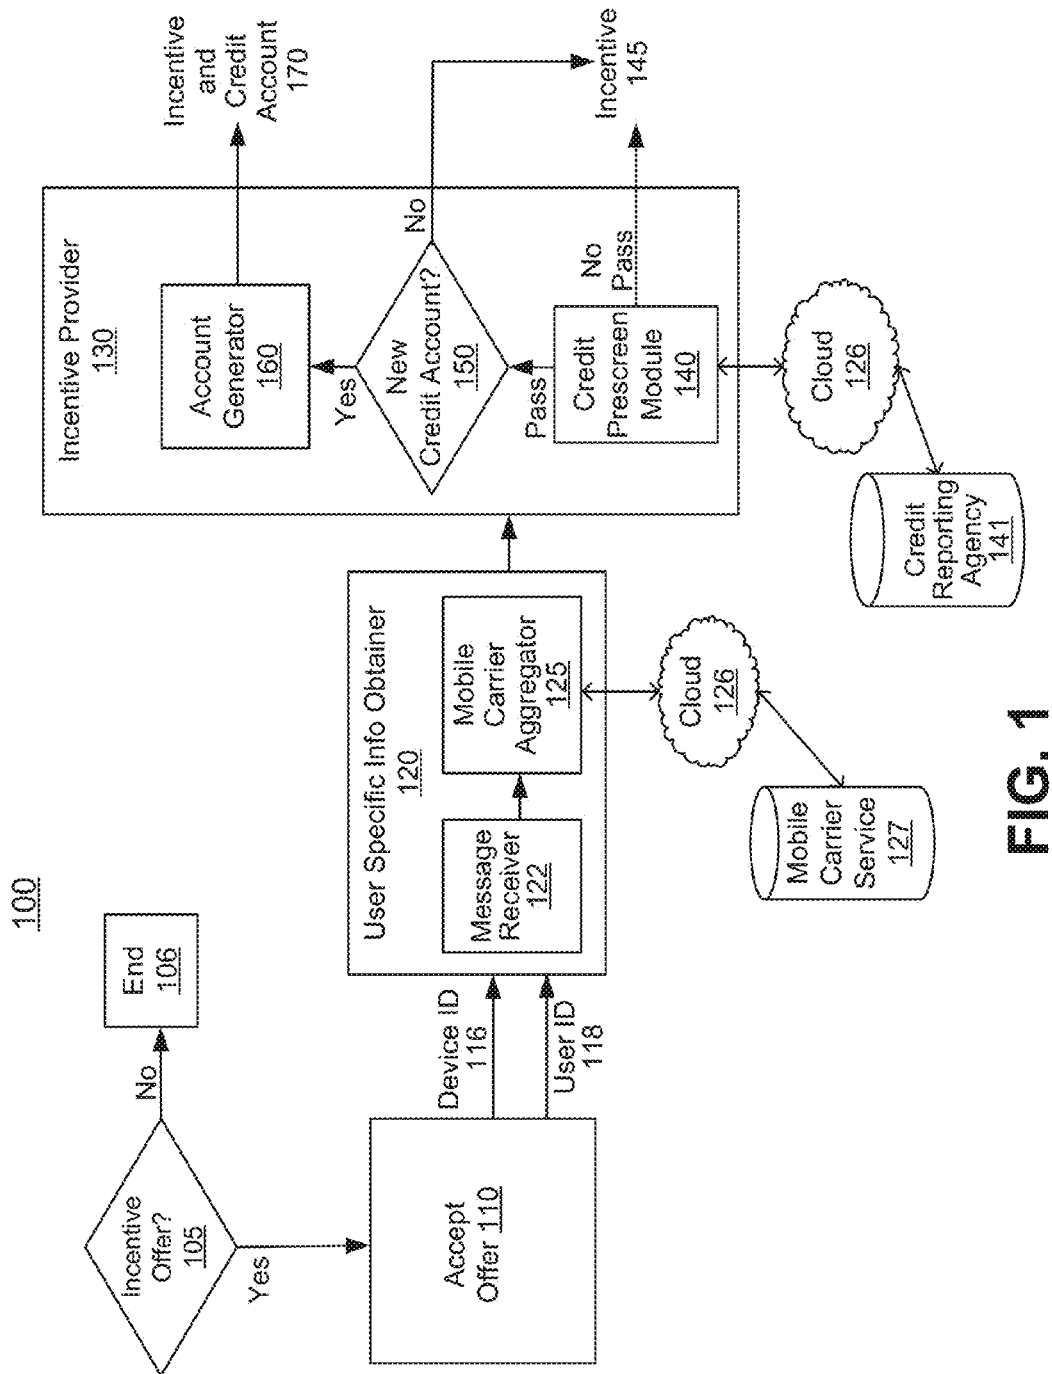 100
Incentive
Offer?
105
No
End
106
Yes
Accept
Offer 110
Device ID
116
User ID
118
User Specific Info Obtainer
120
Message
Receiver
122
Mobile
Carrier
Aggregator
125
Cloud
126
Mobile
Carrier
Service
127
Incentive Provider
130
Account
Generator
160
Yes
New
Credit Account?
150
No
Pass
Credit
Prescreen
Module
140
No
Pass
Cloud
126
Credit
Reporting
Agency
141
Incentive
and
Credit
Account
170
Incentive
145
FIG. 1